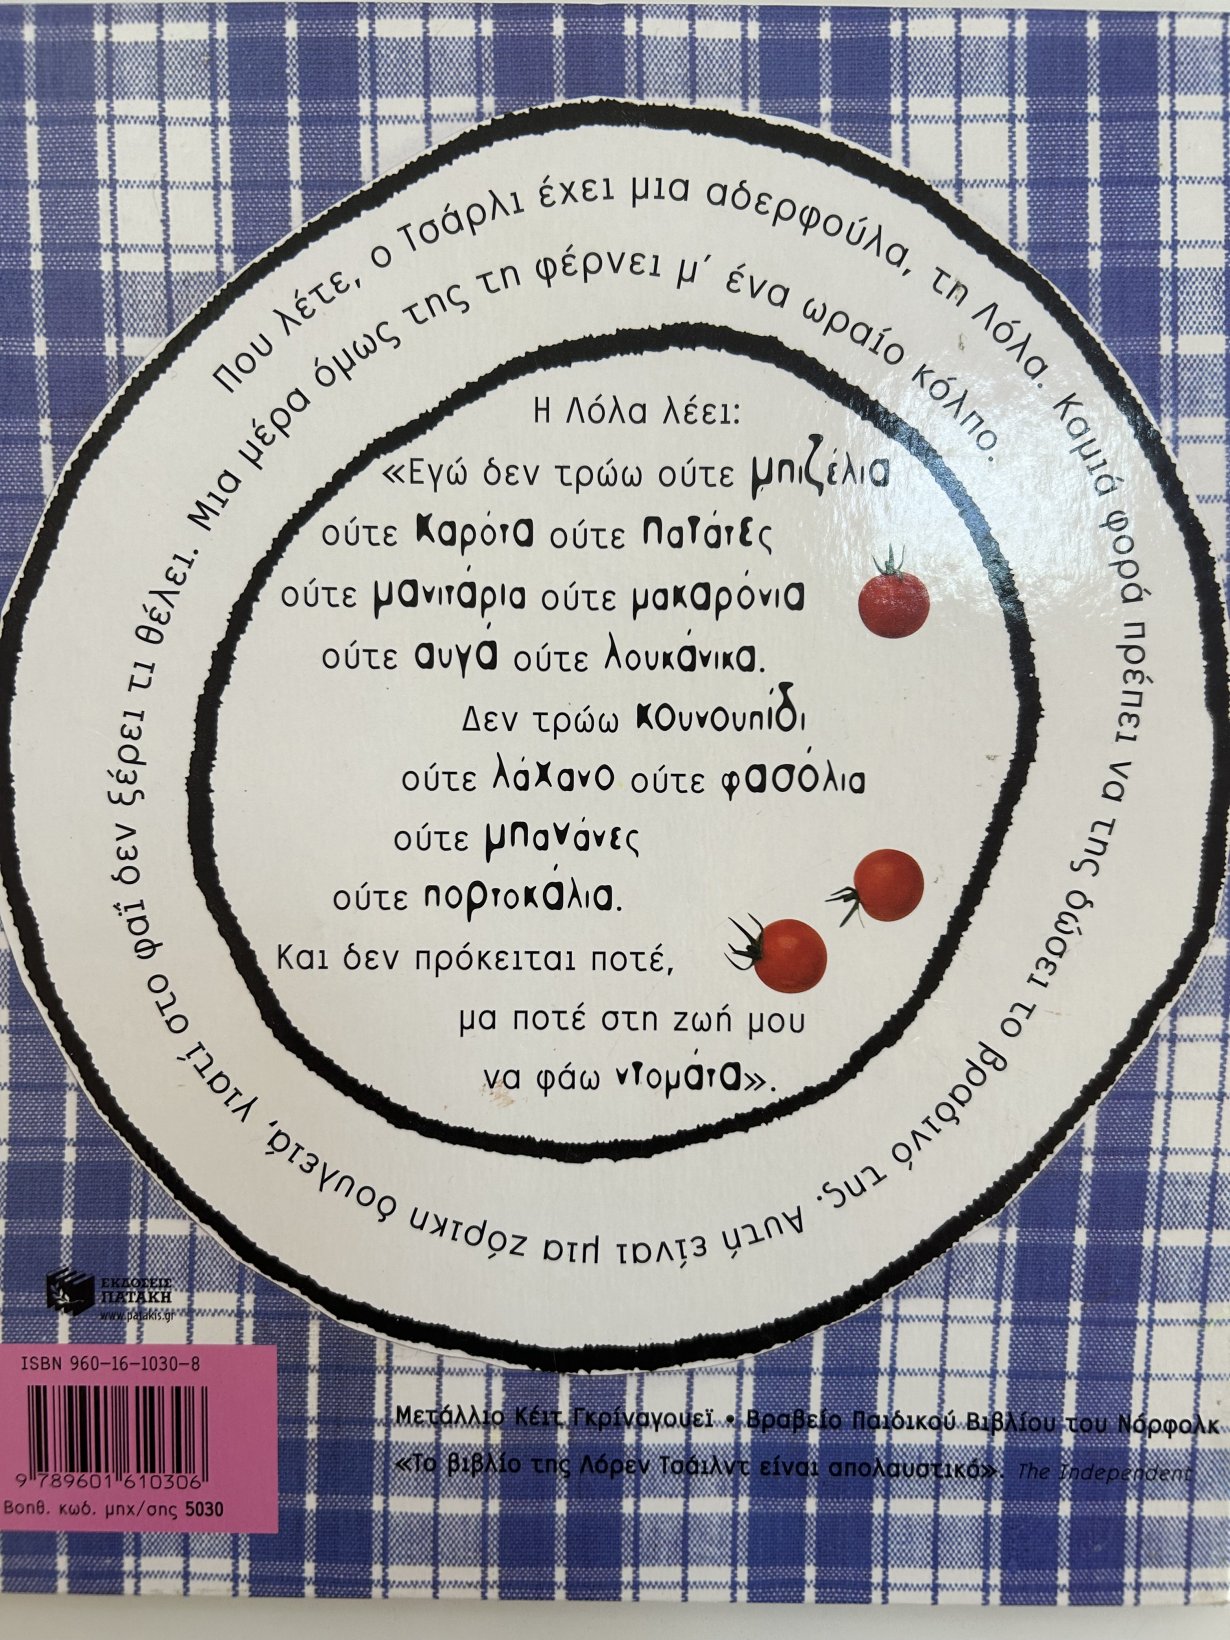 Που λέτε, ο Τσάρλι έχει μια αδερφούλα, τη Λόλα. Καμιά φορά πρέπει να της δώσει το βραδινό της. Αυτή είναι μια ζόρικη δουλειά, γιατί στο φαΐ δεν ξέρει τι θέλει. Μια μέρα όμως της τη φέρνει μ΄ ένα ωραίο κόλπο.
Η Λόλα λέει:
«Εγώ δεν τρώω ούτε μπιζέλια
ούτε καρότα ούτε πατάτες
ούτε μανιτάρια ούτε μακαρόνια
ούτε αυγά ούτε λουκάνικα.
Δεν τρώω κουνουπίδι
ούτε λάχανο ούτε φασόλια
ούτε μπανάνες
ούτε πορτοκάλια.
Και δεν πρόκειται ποτέ,
μα ποτέ στη ζωή μου
να φάω ντομάτα».
ΕΚΔΟΣΕΙΣ
ΠΑΤΑΚΗ
www.patakis.gr
ISBN 960-16-1030-8
9 789601 610306
Βοηθ. κωδ. μηχ/σης 5030
Μετάλλιο Κέιτ Γκρίναγουεϊ • Βραβείο Παιδικού Βιβλίου του Νόρφολκ
«Το βιβλίο της Λόρεν Τσάιλντ είναι απολαυστικό». The Independent